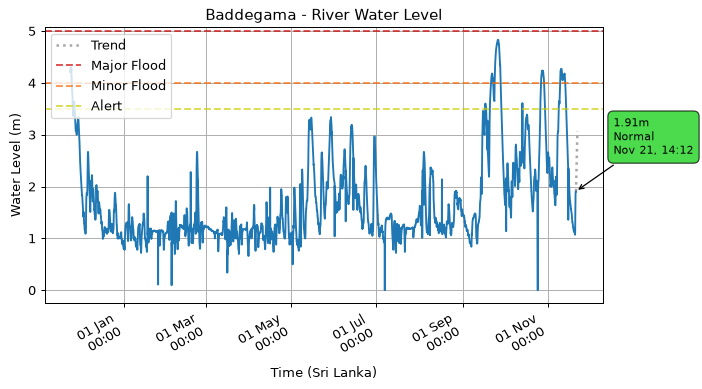 Baddegama - River Water Level
Trend
Major Flood
Minor Flood
Alert
1.91m
Normal
Nov 21, 14:12
Water Level (m)
5
4
3
2
1
0
01 Jan
00:00
01 Mar
00:00
01 May
00:00
01 Jul
00:00
01 Sep
00:00
01 Nov
00:00
Time (Sri Lanka)